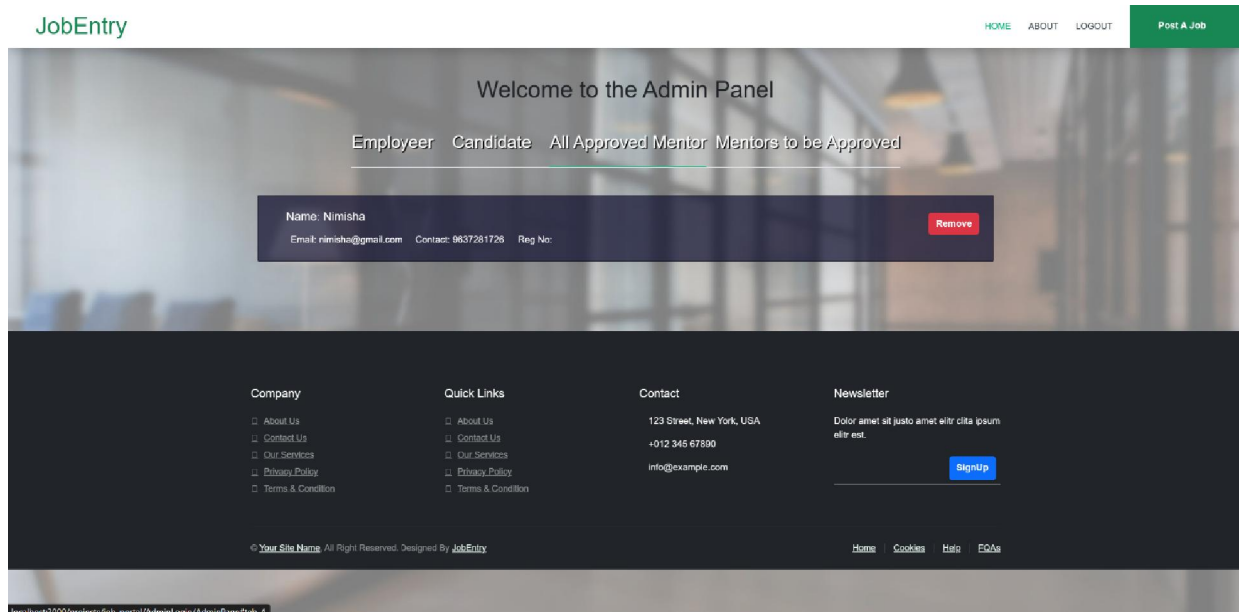 JobEntry
HOME ABOUT LOGOUT Post A Job
Welcome to the Admin Panel
Employeer Candidate All Approved Mentor Mentors to be Approved
Name: Nimisha
Remove
Email: nimisha@gmail.com Contact: 9637281726 Reg No:
Company Quick Links Contact Newsletter
About Us About Us 123 Street, New York, USA Dolor amet sit justo amet elitr clita ipsum
Contact Us Contact Us +012 345 67890 elitr est.
Our Services Our Services
Privacy Policy Privacy Policy info@example.com SignUp
Terms & Condition Terms & Condition
© Your Site Name, All Right Reserved. Designed By JobEntry Home Cookies Help FQAs